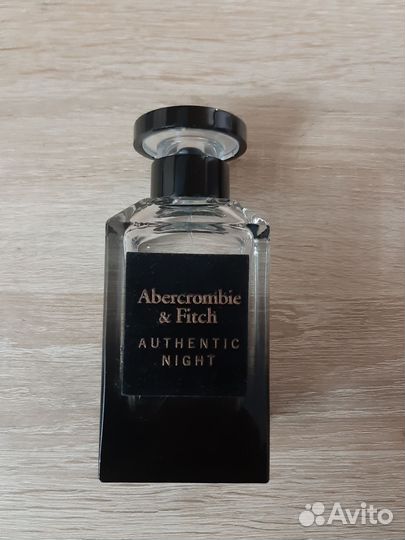 Abercrombie
& Fitch
AUTHENTIC
NIGHT
Avito